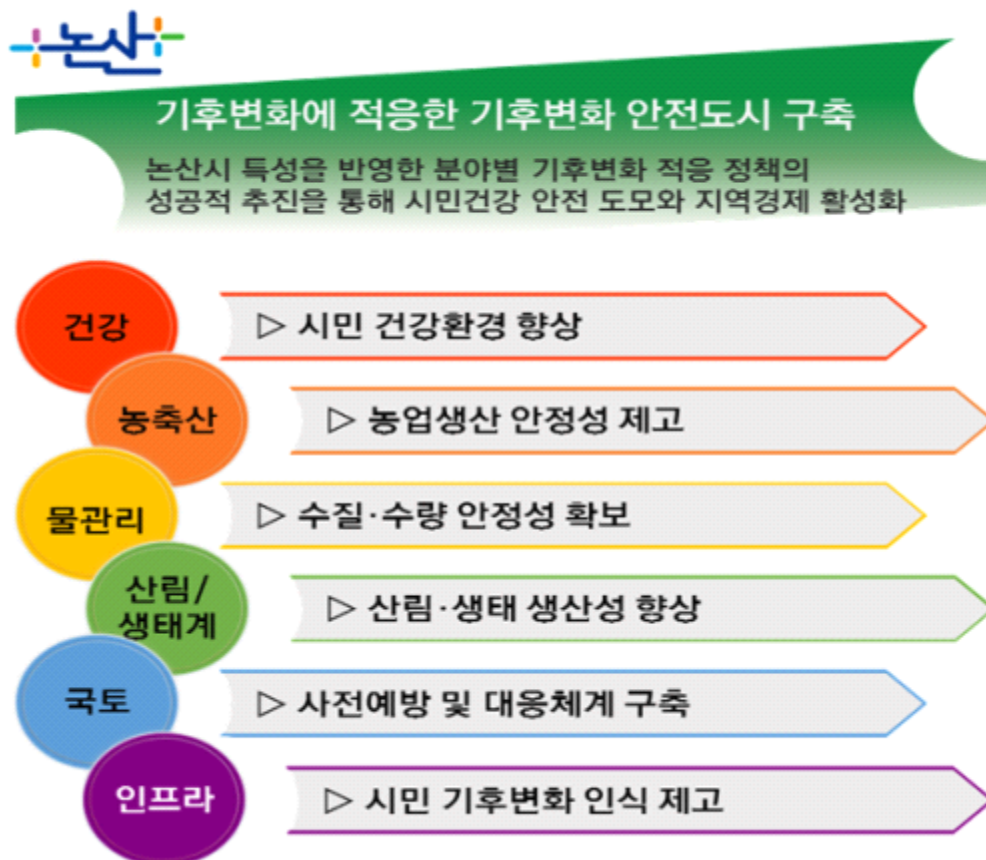 논산
기후변화에 적응한 기후변화 안전도시 구축
논산시 특성을 반영한 분야별 기후변화 적응 정책의
성공적 추진을 통해 시민건강 안전 도모와 지역경제 활성화
건강
▷ 시민 건강환경 향상
농축산
▷ 농업생산 안정성 제고
물관리
▷ 수질·수량 안정성 확보
산림/
생태계
▷ 산림·생태 생산성 향상
국토
▷ 사전예방 및 대응체계 구축
인프라
▷ 시민 기후변화 인식 제고